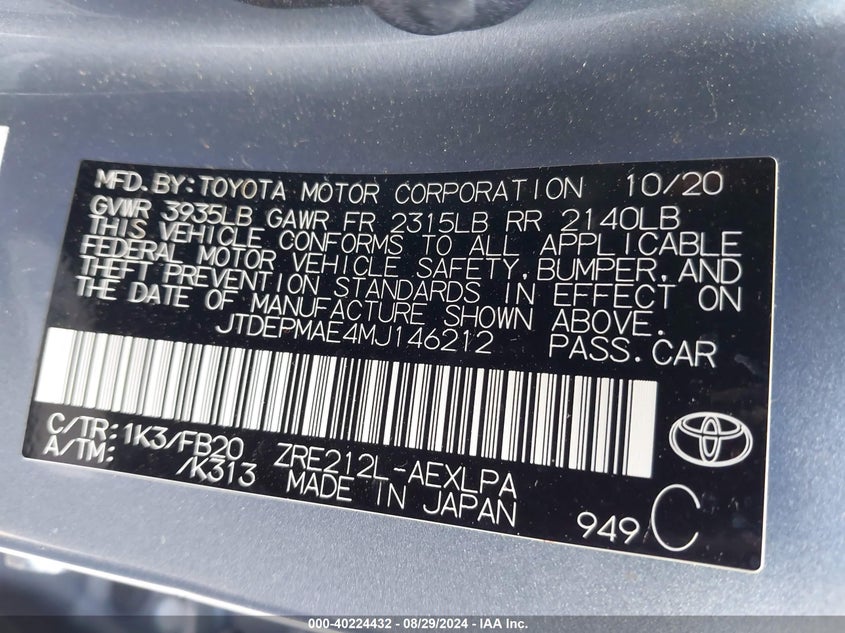 MFD.BY:TOYOTA MOTOR CORPORATION 10/20
GVWR 3935LB GAWR FR 2315LB RR 2140LB
THIS VEHICLE CONFORMS TO ALL APPLICABLE
FEDERAL MOTOR VEHICLE SAFETY,BUMPER,AND
THEFT PREVENTION STANDARDS IN EFFECT ON
THE DATE OF MANUFACTURE SHOWN ABOVE.
JTDEPMAE4MJ146212 PASS.CAR
C/TR:1K3/FB20 ZRE212L-AEXLPA
A/TM: /K313 MADE IN JAPAN
949 C
000-40224432 - 08/29/2024 - IAA Inc.